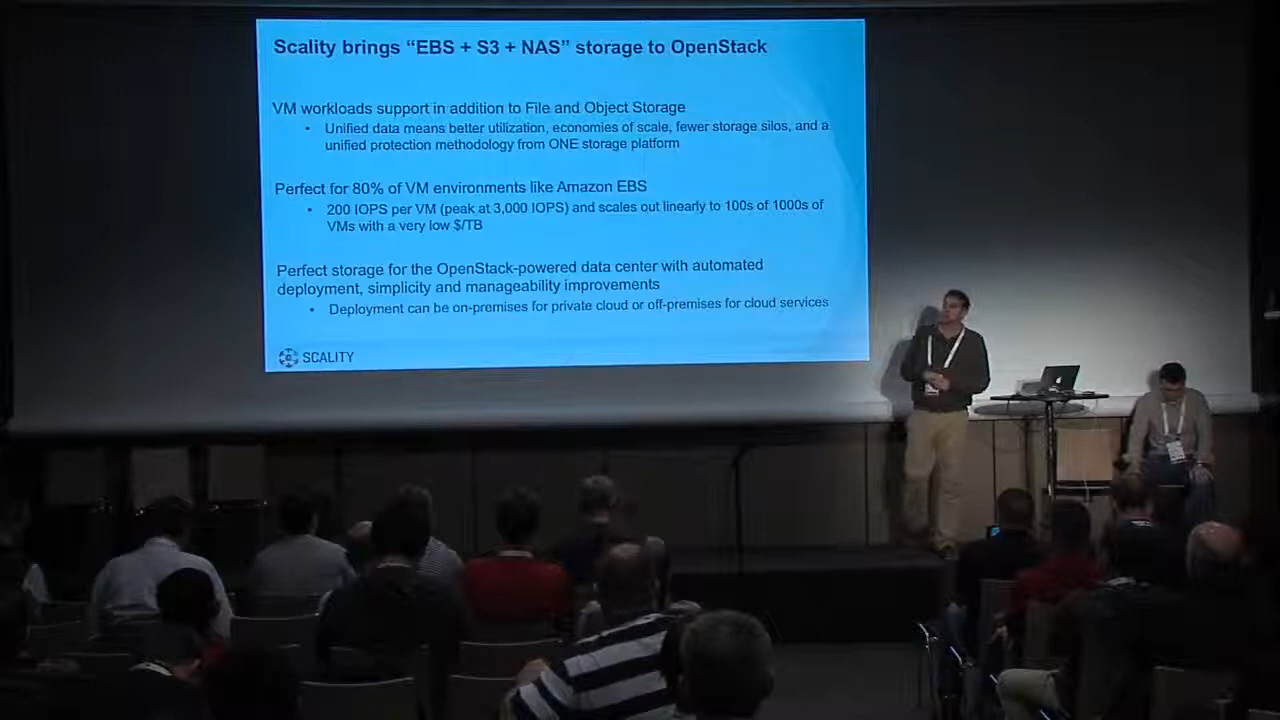 Scality brings “EBS + S3 + NAS” storage to OpenStack
VM workloads support in addition to File and Object Storage
• Unified data means better utilization, economies of scale, fewer storage silos, and a
unified protection methodology from ONE storage platform
Perfect for 80% of VM environments like Amazon EBS
• 200 IOPS per VM (peak at 3,000 IOPS) and scales out linearly to 100s of 1000s of
VMs with a very low $/TB
Perfect storage for the OpenStack-powered data center with automated
deployment, simplicity and manageability improvements
• Deployment can be on-premises for private cloud or off-premises for cloud services
SCALITY